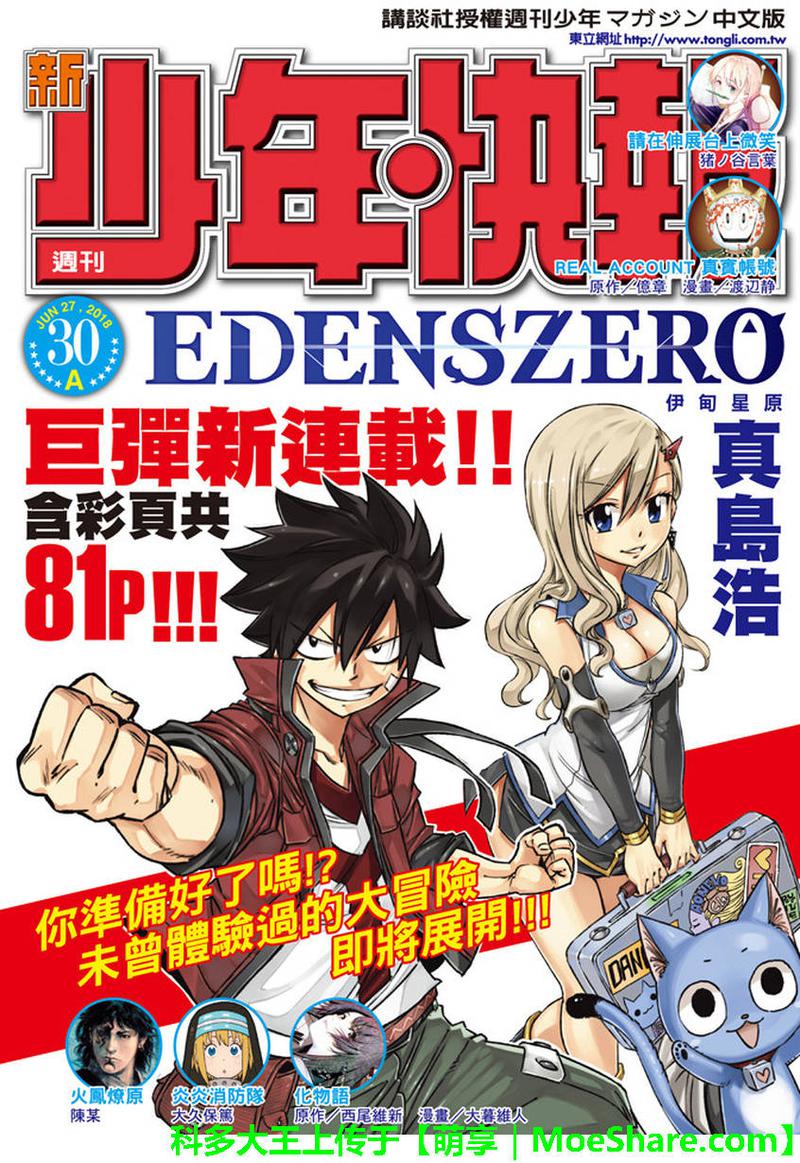 講談社授權週刊少年マガジン中文版
東立網址http://www.tongli.com.tw
新
少年·快報
週刊
請在伸展台上微笑
猪ノ谷言葉
REAL ACCOUNT 真實帳號
原作／億章 漫畫／渡辺静
JUN 27, 2018
30
A
EDENSZERO
伊甸星原
巨彈新連載!!
含彩頁共
81P!!!
真島浩
你準備好了嗎!?
未曾體驗過的大冒險
即將展開!!!
火鳳燎原
陳某
炎炎消防隊
大久保篤
化物語
原作／西尾維新 漫畫／大暮維人
科多大王上传于【萌享｜MoeShare.com】